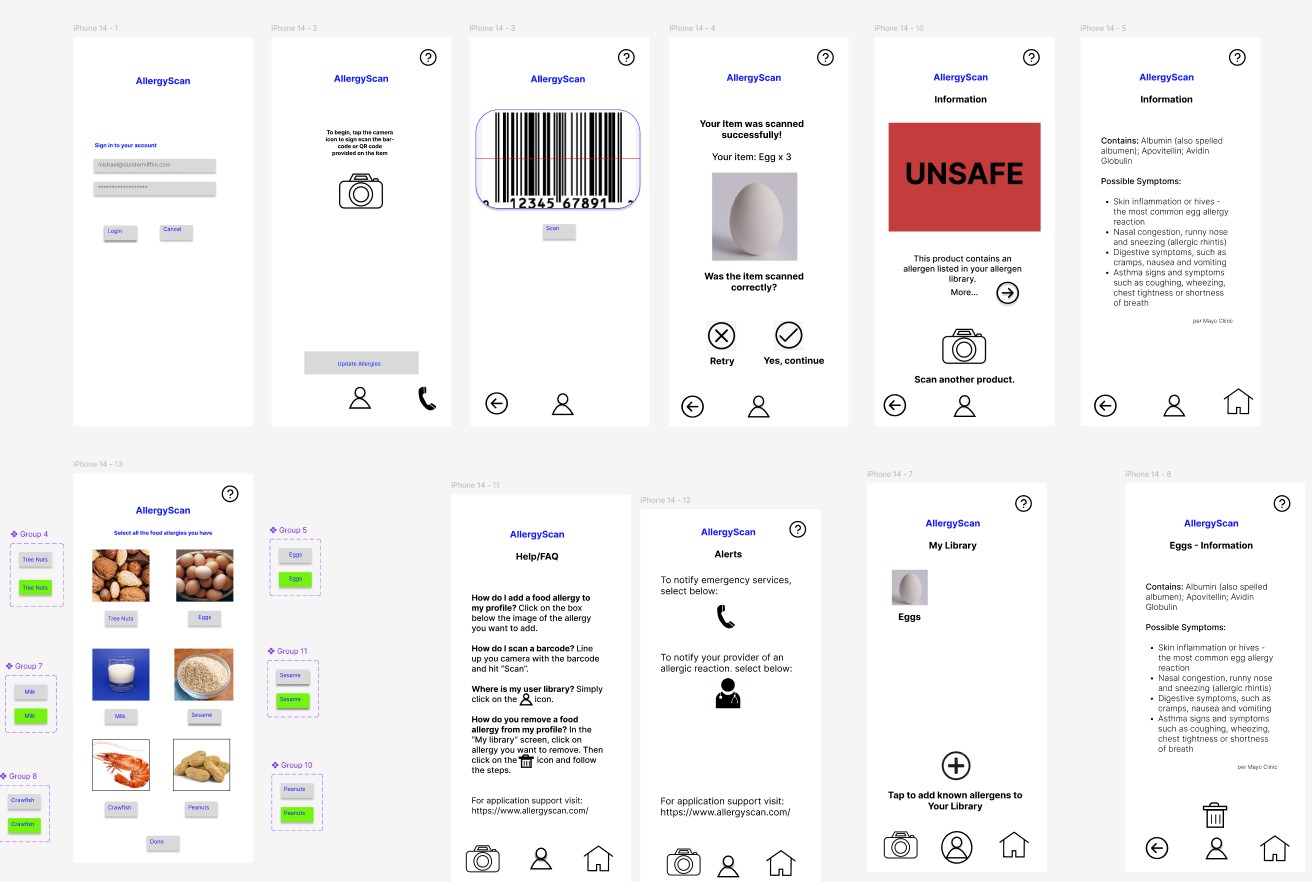 iPhone 14 - 1
AllergyScan
Sign in to your account
michael@dundermifflin.com
******************
Login
Cancel
iPhone 14 - 2
AllergyScan
To begin, tap the camera
icon to sign scan the bar-
code or QR code
provided on the item
Update Allergies
iPhone 14 - 3
AllergyScan
12345 67891
Scan
iPhone 14 - 4
AllergyScan
Your Item was scanned
successfully!
Your item: Egg x 3
Was the item scanned
correctly?
Retry
Yes, continue
iPhone 14 - 10
AllergyScan
Information
UNSAFE
This product contains an
allergen listed in your allergen
library.
More...
Scan another product.
iPhone 14 - 5
AllergyScan
Information
Contains: Albumin (also spelled
albumen); Apovitellin; Avidin
Globulin
Possible Symptoms:
• Skin inflammation or hives -
the most common egg allergy
reaction
• Nasal congestion, runny nose
and sneezing (allergic rhintis)
• Digestive symptoms, such as
cramps, nausea and vomiting
• Asthma signs and symptoms
such as coughing, wheezing,
chest tightness or shortness
of breath
per Mayo Clinic
Group 4
Tree Nuts
Tree Nuts
Group 7
Milk
Milk
Group 8
Crawfish
Crawfish
iPhone 14 - 13
AllergyScan
Select all the food allergies you have
Tree Nuts
Eggs
Milk
Sesame
Crawfish
Peanuts
Done
Group 5
Eggs
Eggs
Group 11
Sesame
Sesame
Group 10
Peanuts
Peanuts
iPhone 14 - 11
AllergyScan
Help/FAQ
How do I add a food allergy to
my profile? Click on the box
below the image of the allergy
you want to add.
How do I scan a barcode? Line
up you camera with the barcode
and hit "Scan".
Where is my user library? Simply
click on the icon.
How do you remove a food
allergy from my profile? In the
"My library" screen, click on
allergy you want to remove. Then
click on the icon and follow
the steps.
For application support visit:
https://www.allergyscan.com/
iPhone 14 - 12
AllergyScan
Alerts
To notify emergency services,
select below:
To notify your provider of an
allergic reaction, select below:
For application support visit:
https://www.allergyscan.com/
iPhone 14 - 7
AllergyScan
My Library
Eggs
Tap to add known allergens to
Your Library
iPhone 14 - 8
AllergyScan
Eggs - Information
Contains: Albumin (also spelled
albumen); Apovitellin; Avidin
Globulin
Possible Symptoms:
• Skin inflammation or hives -
the most common egg allergy
reaction
• Nasal congestion, runny nose
and sneezing (allergic rhintis)
• Digestive symptoms, such as
cramps, nausea and vomiting
• Asthma signs and symptoms
such as coughing, wheezing,
chest tightness or shortness
of breath
per Mayo Clinic